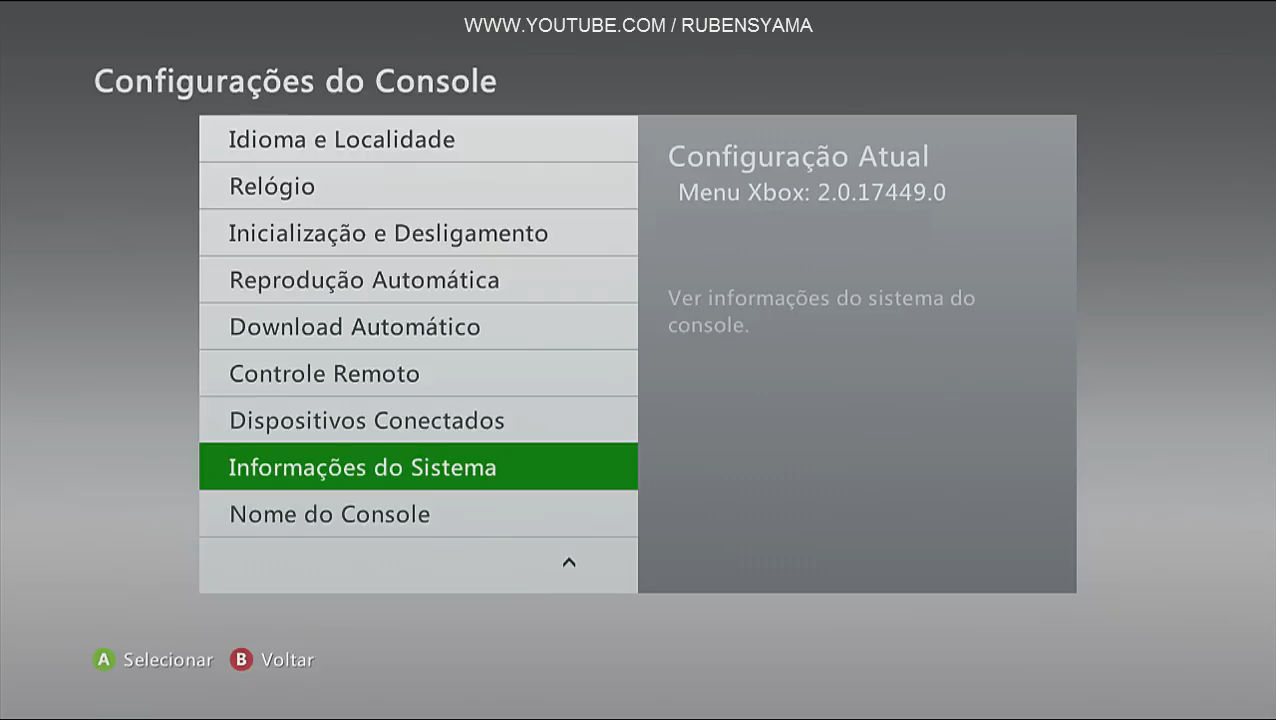 WWW.YOUTUBE.COM / RUBENSYAMA
Configurações do Console
Idioma e Localidade
Relógio
Inicialização e Desligamento
Reprodução Automática
Download Automático
Controle Remoto
Dispositivos Conectados
Informações do Sistema
Nome do Console
Configuração Atual
Menu Xbox: 2.0.17449.0
Ver informações do sistema do
console.
A Selecionar B Voltar